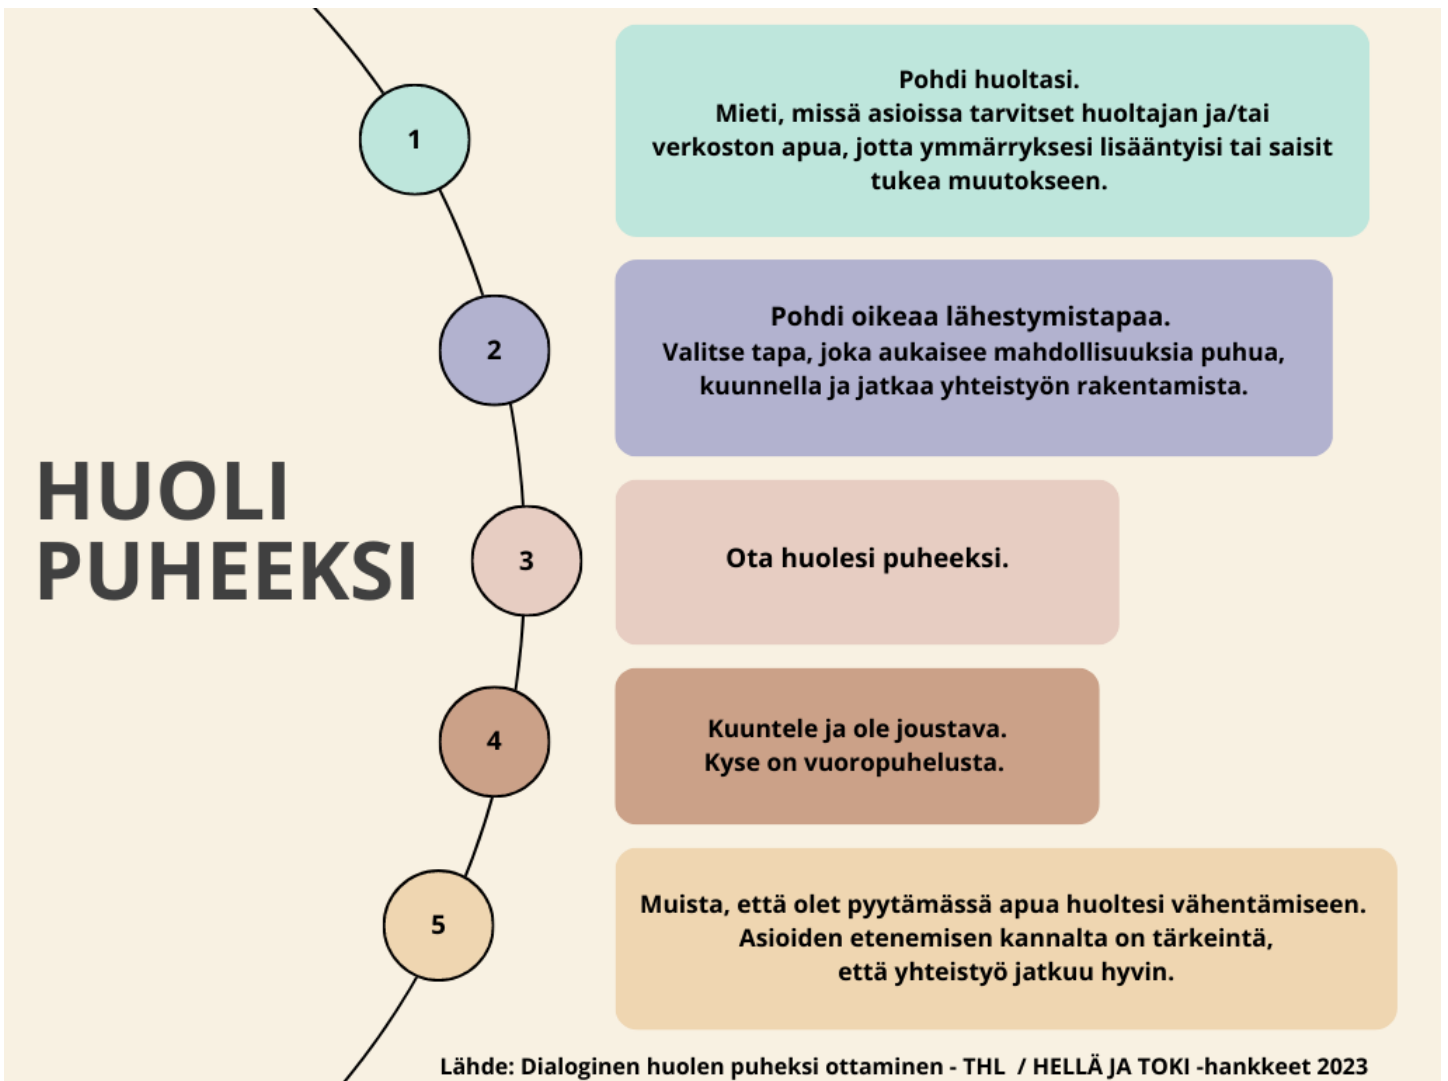 HUOLI
PUHEEKSI
1
Pohdi huoltasi.
Mieti, missä asioissa tarvitset huoltajan ja/tai
verkoston apua, jotta ymmärryksesi lisääntyisi tai saisit
tukea muutokseen.
2
Pohdi oikeaa lähestymistapaa.
Valitse tapa, joka aukaisee mahdollisuuksia puhua,
kuunnella ja jatkaa yhteistyön rakentamista.
3
Ota huolesi puheeksi.
4
Kuuntele ja ole joustava.
Kyse on vuoropuhelusta.
5
Muista, että olet pyytämässä apua huoltesi vähentämiseen.
Asioiden etenemisen kannalta on tärkeintä,
että yhteistyö jatkuu hyvin.
Lähde: Dialoginen huolen puheksi ottaminen - THL / HELLÄ JA TOKI -hankkeet 2023